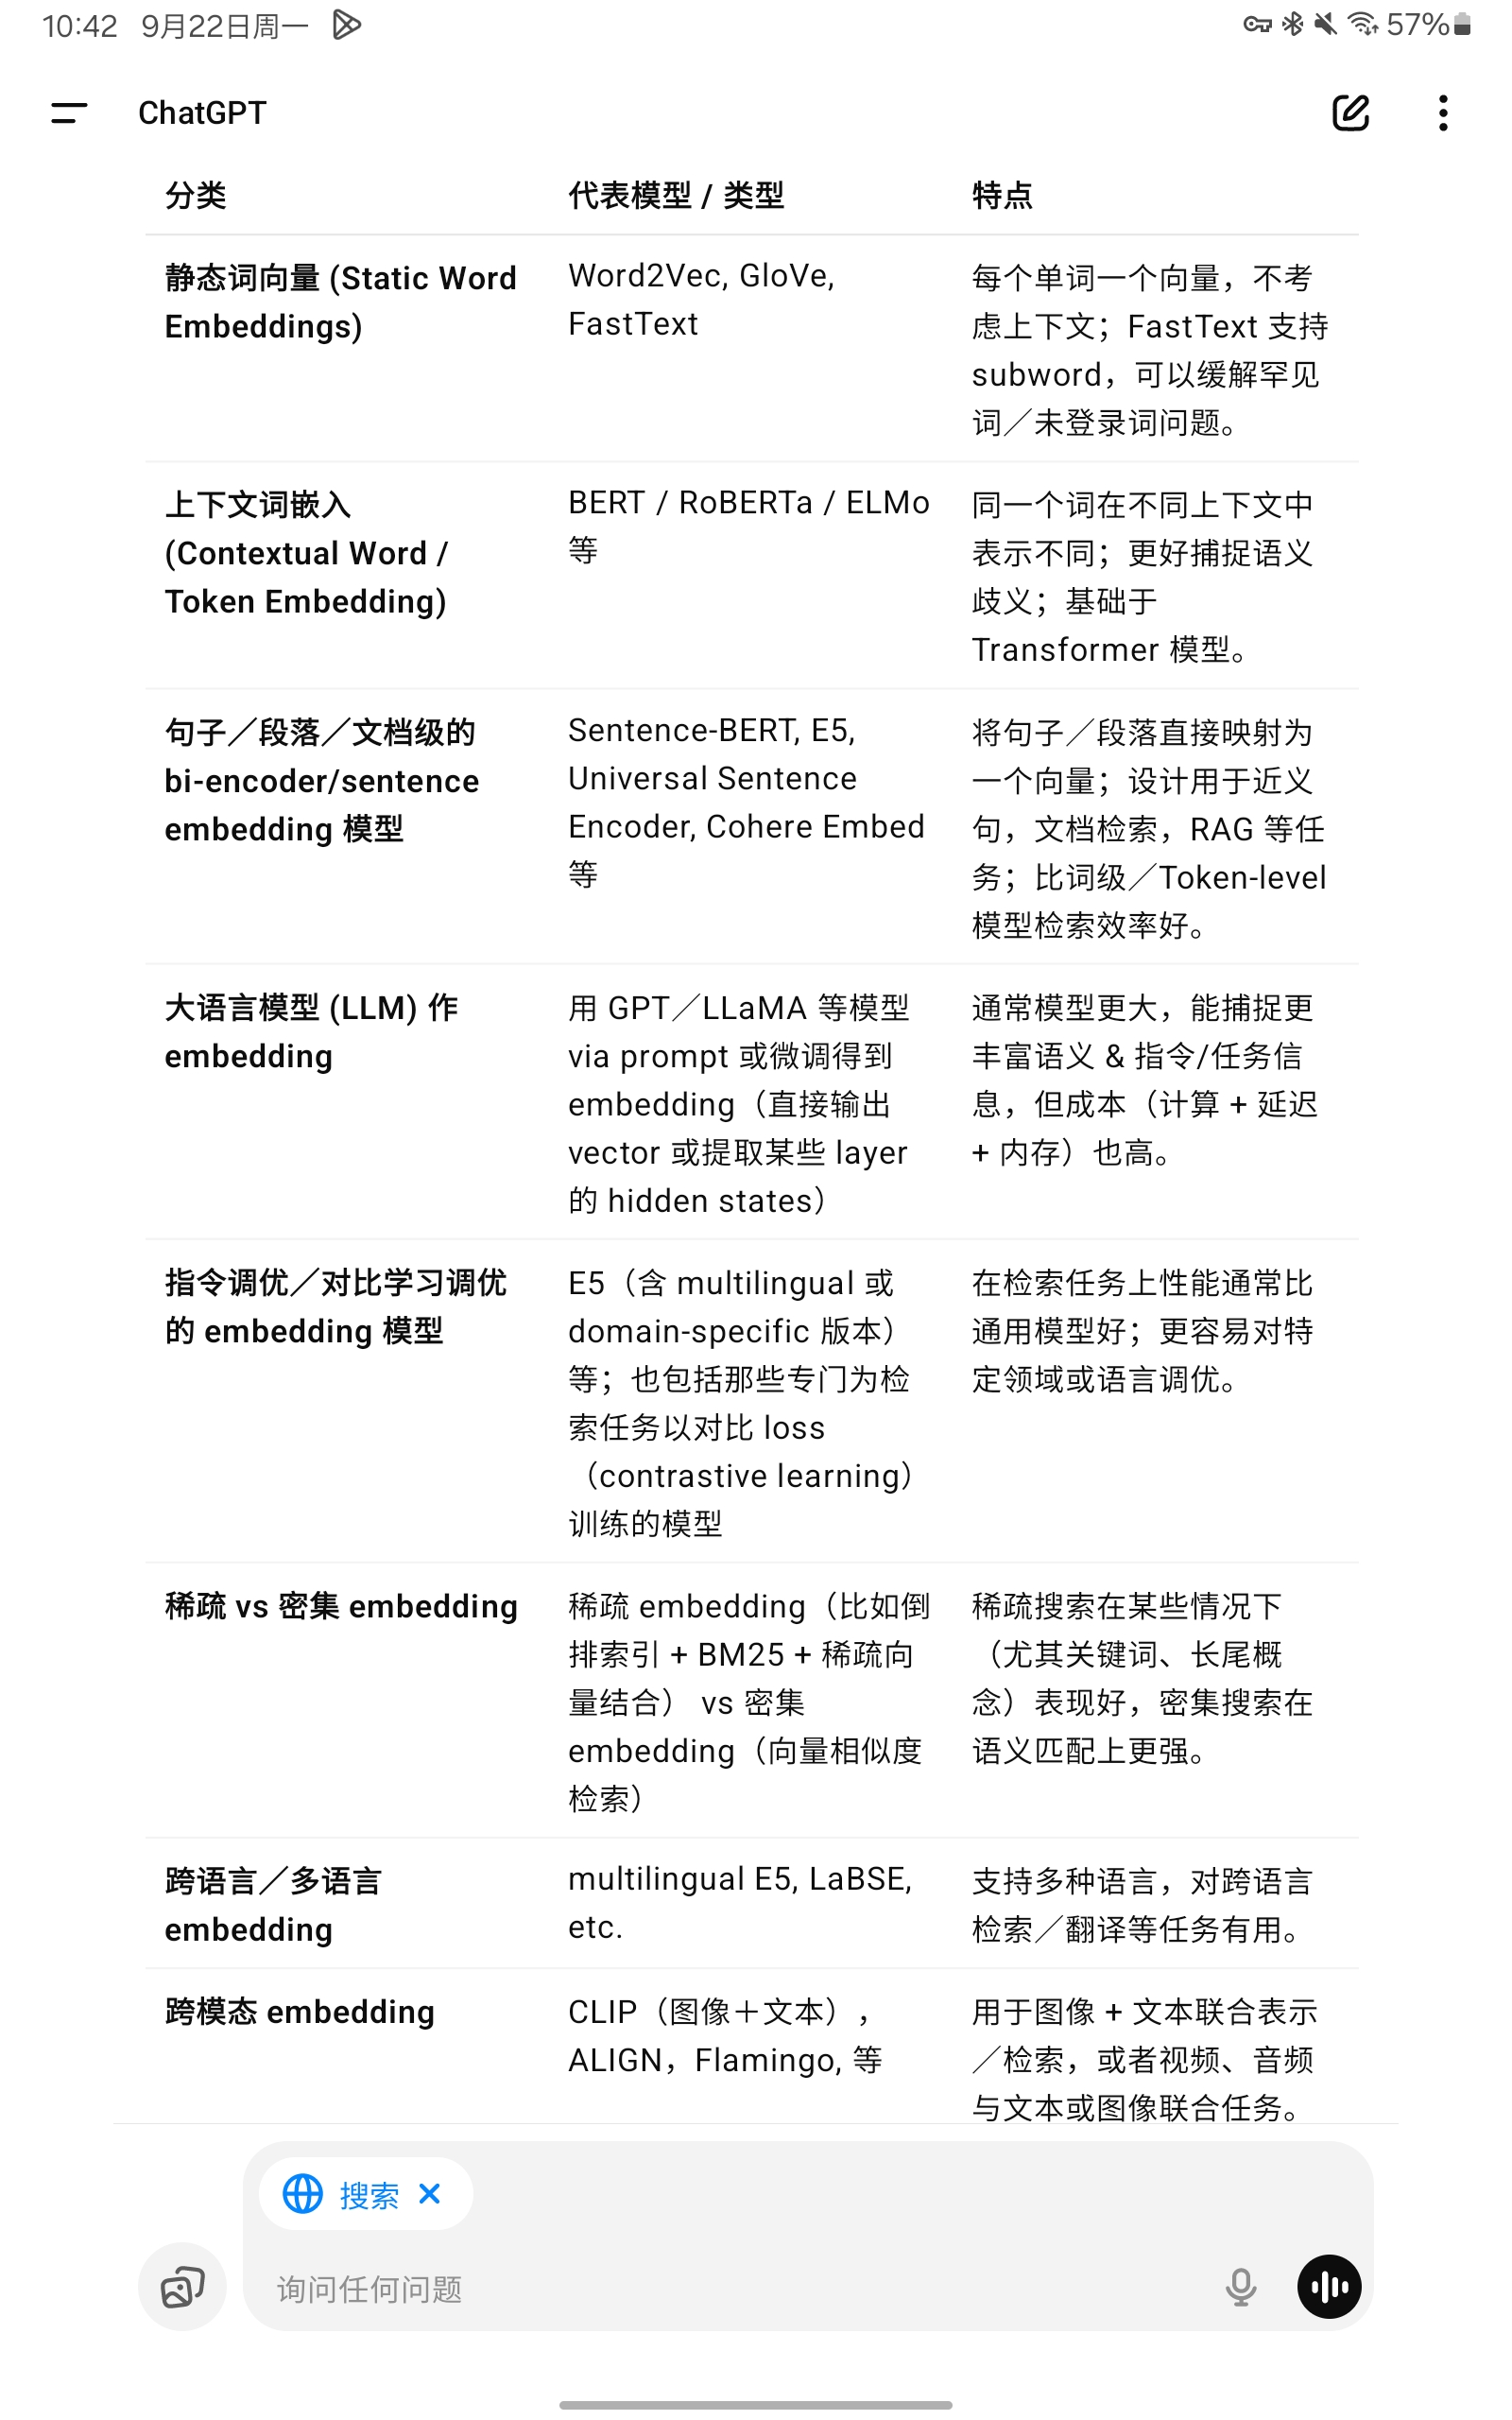 10:42 9月22日周一
57%
ChatGPT
分类
代表模型 / 类型
特点
静态词向量 (Static Word
Embeddings)
Word2Vec, GloVe,
FastText
每个单词一个向量，不考
虑上下文；FastText 支持
subword，可以缓解罕见
词／未登录词问题。
上下文词嵌入
(Contextual Word /
Token Embedding)
BERT / RoBERTa / ELMo
等
同一个词在不同上下文中
表示不同；更好捕捉语义
歧义；基础于
Transformer 模型。
句子／段落／文档级的
bi-encoder/sentence
embedding 模型
Sentence-BERT, E5,
Universal Sentence
Encoder, Cohere Embed
等
将句子／段落直接映射为
一个向量；设计用于近义
句，文档检索，RAG 等任
务；比词级／Token-level
模型检索效率好。
大语言模型 (LLM) 作
embedding
用 GPT／LLaMA 等模型
via prompt 或微调得到
embedding（直接输出
vector 或提取某些 layer
的 hidden states）
通常模型更大，能捕捉更
丰富语义 & 指令/任务信
息，但成本（计算 + 延迟
+ 内存）也高。
指令调优／对比学习调优
的 embedding 模型
E5（含 multilingual 或
domain-specific 版本）
等；也包括那些专门为检
索任务以对比 loss
（contrastive learning）
训练的模型
在检索任务上性能通常比
通用模型好；更容易对特
定领域或语言调优。
稀疏 vs 密集 embedding
稀疏 embedding（比如倒
排索引 + BM25 + 稀疏向
量结合） vs 密集
embedding（向量相似度
检索）
稀疏搜索在某些情况下
（尤其关键词、长尾概
念）表现好，密集搜索在
语义匹配上更强。
跨语言／多语言
embedding
multilingual E5, LaBSE,
etc.
支持多种语言，对跨语言
检索／翻译等任务有用。
跨模态 embedding
CLIP（图像＋文本），
ALIGN，Flamingo, 等
用于图像 + 文本联合表示
／检索，或者视频、音频
与文本或图像联合任务。
搜索
询问任何问题